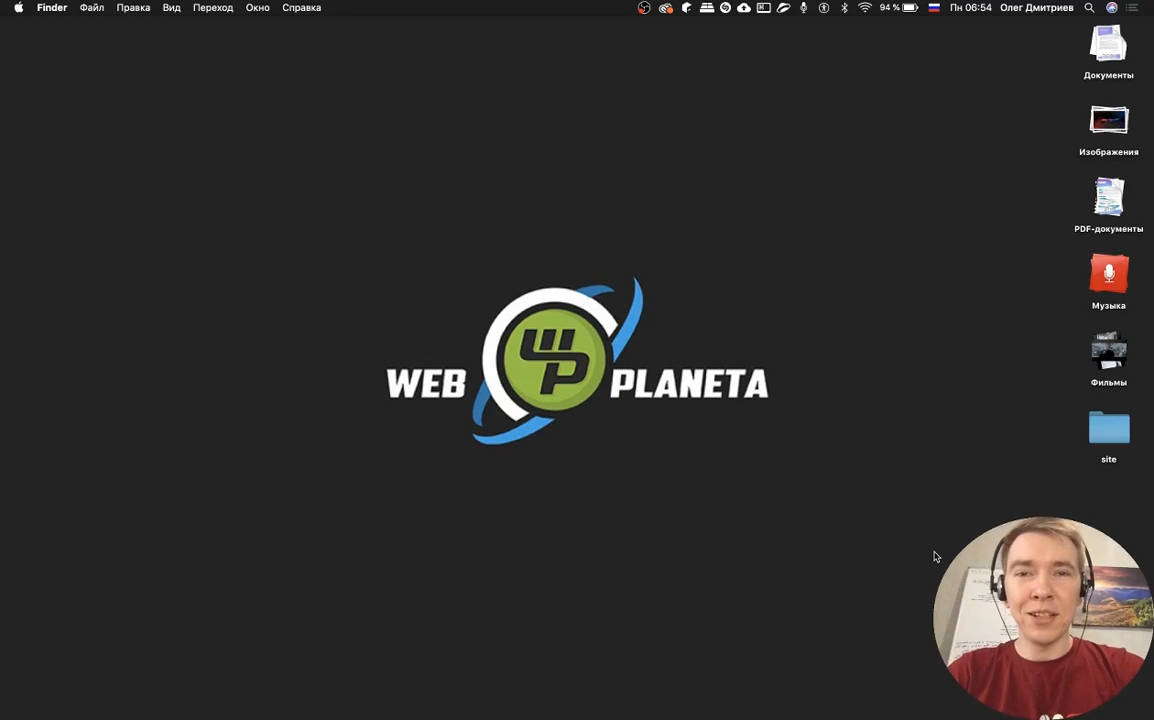 Finder Файл Правка Вид Переход Окно Справка 94 % Пн 06:54 Олег Дмитриев
Документы
Изображения
PDF-документы
Музыка
Фильмы
site
WEB WP PLANETA